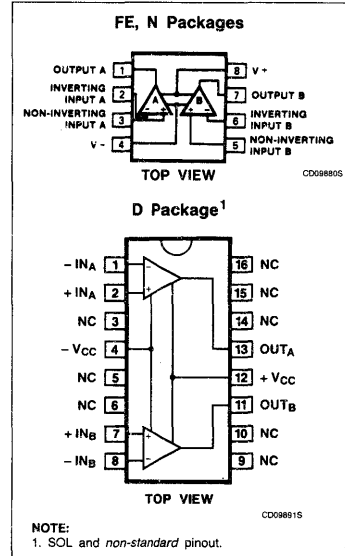 FE, N Packages
OUTPUT A 1
8 V +
INVERTING INPUT A 2
7 OUTPUT B
NON-INVERTING INPUT A 3
6 INVERTING INPUT B
V - 4
5 NON-INVERTING INPUT B
A
B
TOP VIEW
CD09880S
D Package1
- INA 1
16 NC
+ INA 2
15 NC
NC 3
14 NC
- VCC 4
13 OUTA
NC 5
12 + VCC
NC 6
11 OUTB
+ INB 7
10 NC
- INB 8
9 NC
TOP VIEW
CD09891S
NOTE:
1. SOL and non-standard pinout.